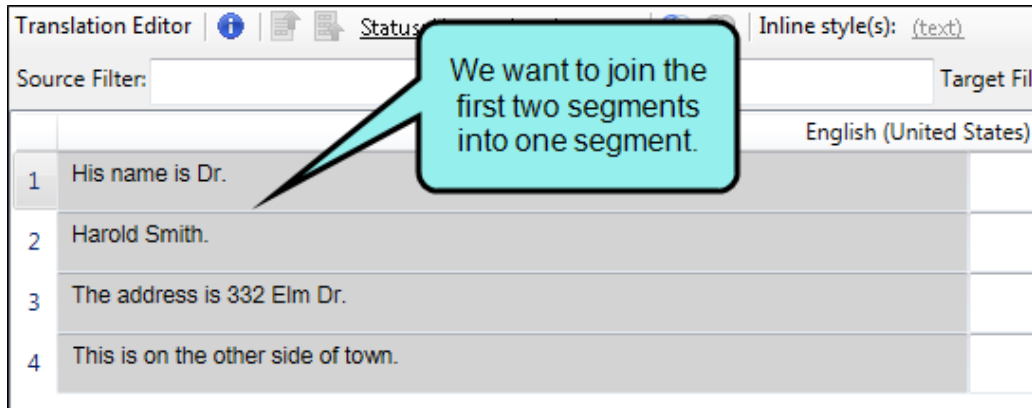 Translation Editor Status: Inline style(s): (text)
Source Filter: Target Fil
We want to join the
first two segments
into one segment.
English (United States)
1 His name is Dr.
2 Harold Smith.
3 The address is 332 Elm Dr.
4 This is on the other side of town.